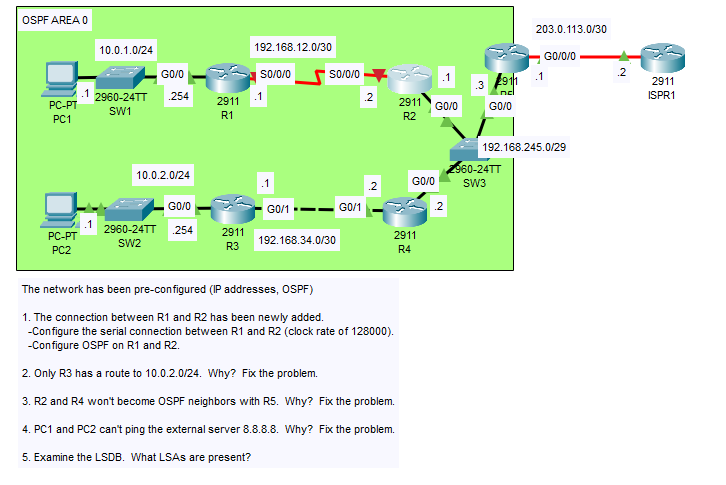 OSPF AREA 0
203.0.113.0/30
10.0.1.0/24
192.168.12.0/30
G0/0
S0/0/0
S0/0/0
G0/0/0
.1
.254
.1
.2
.1
.3
.1
.2
PC-PT
PC1
2960-24TT
SW1
2911
R1
2911
R2
G0/0
G0/0
2911
R5
2911
ISPR1
192.168.245.0/29
2960-24TT
SW3
10.0.2.0/24
.1
.2
G0/0
G0/0
G0/1
G0/1
.2
.1
.254
PC-PT
PC2
2960-24TT
SW2
2911
R3
192.168.34.0/30
2911
R4
The network has been pre-configured (IP addresses, OSPF)
1. The connection between R1 and R2 has been newly added.
-Configure the serial connection between R1 and R2 (clock rate of 128000).
-Configure OSPF on R1 and R2.
2. Only R3 has a route to 10.0.2.0/24. Why? Fix the problem.
3. R2 and R4 won't become OSPF neighbors with R5. Why? Fix the problem.
4. PC1 and PC2 can't ping the external server 8.8.8.8. Why? Fix the problem.
5. Examine the LSDB. What LSAs are present?